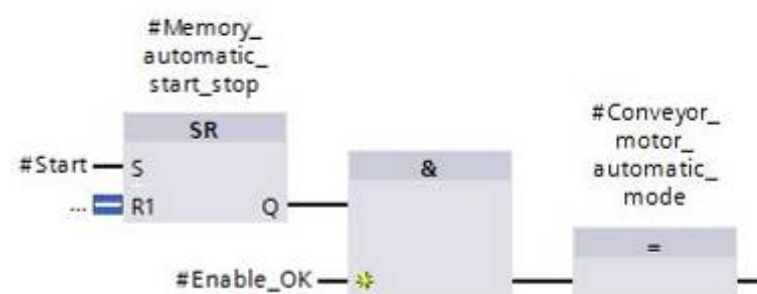 #Memory_
automatic_
start_stop
SR
#Start
S
...
R1
Q
&
#Enable_OK
#Conveyor_
motor_
automatic_
mode
=